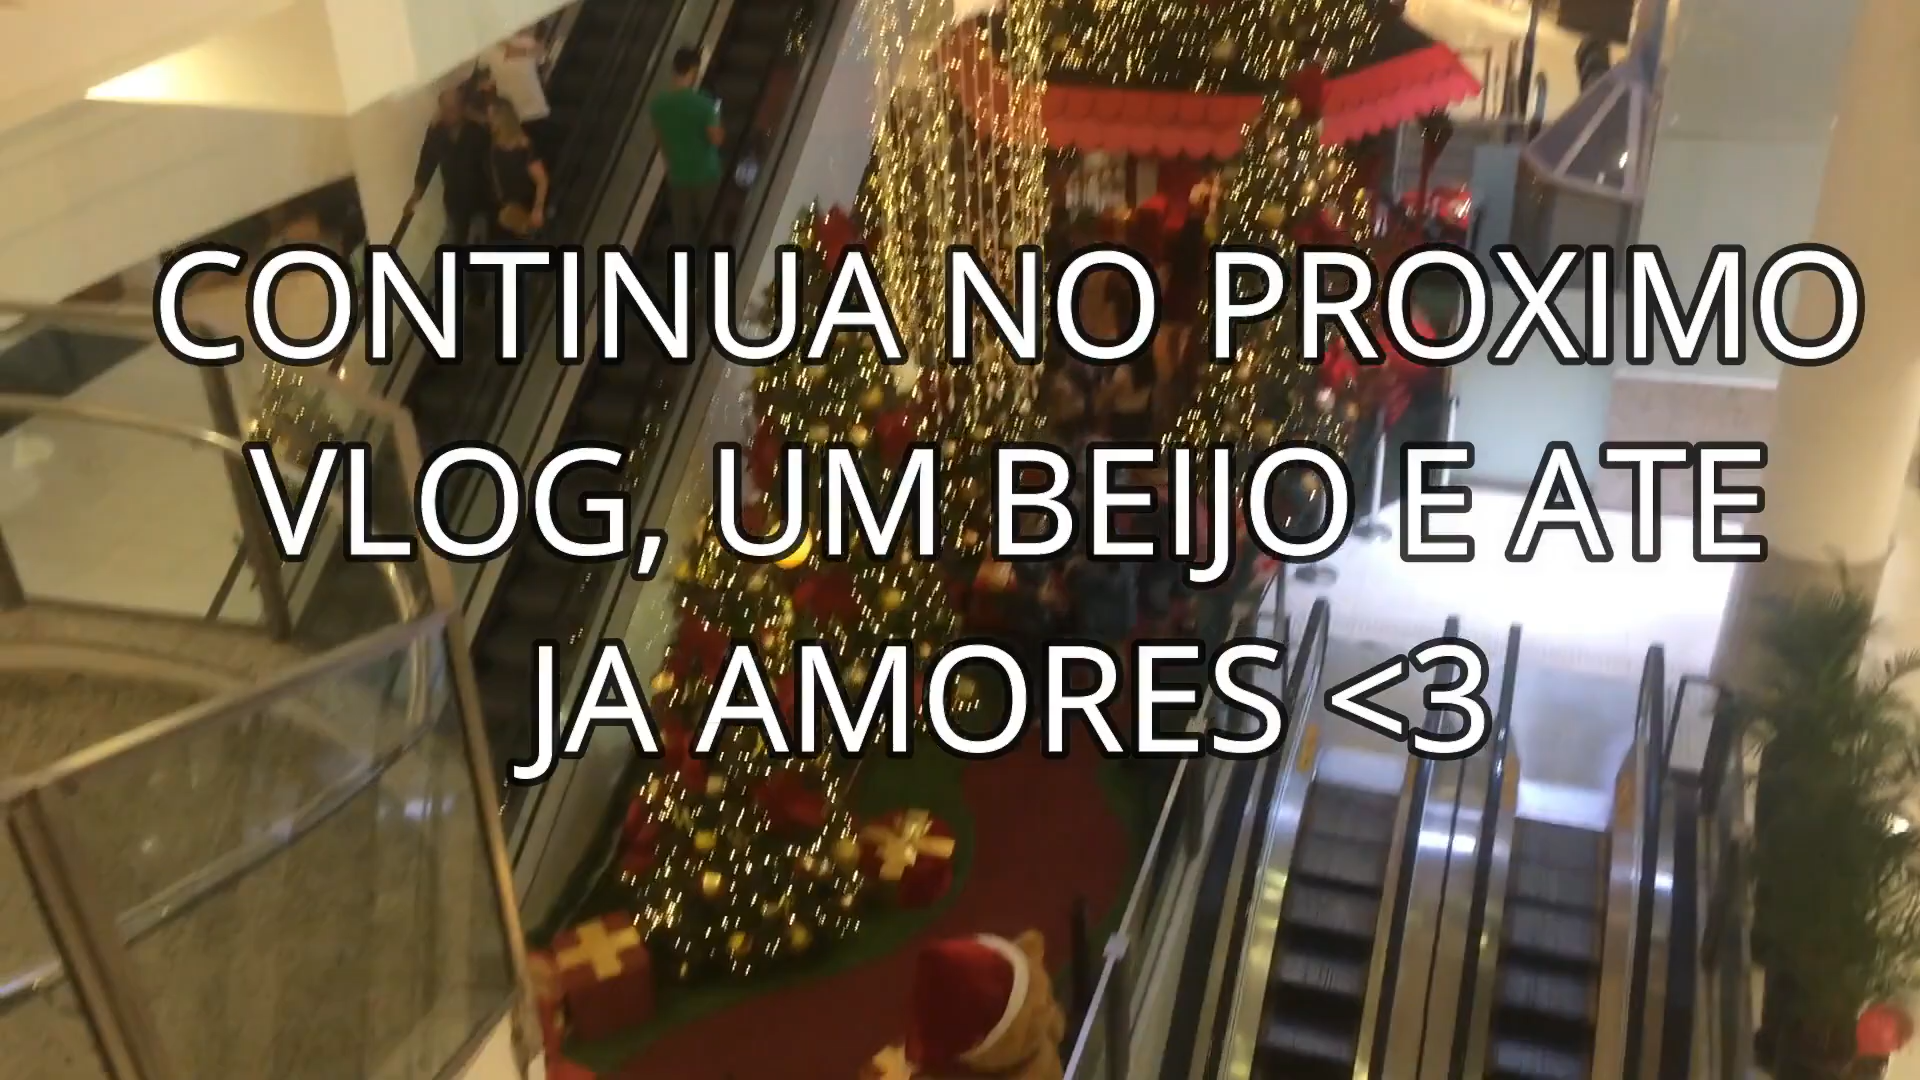 CONTINUA NO PROXIMO
VLOG, UM BEIJO E ATE
JA AMORES <3